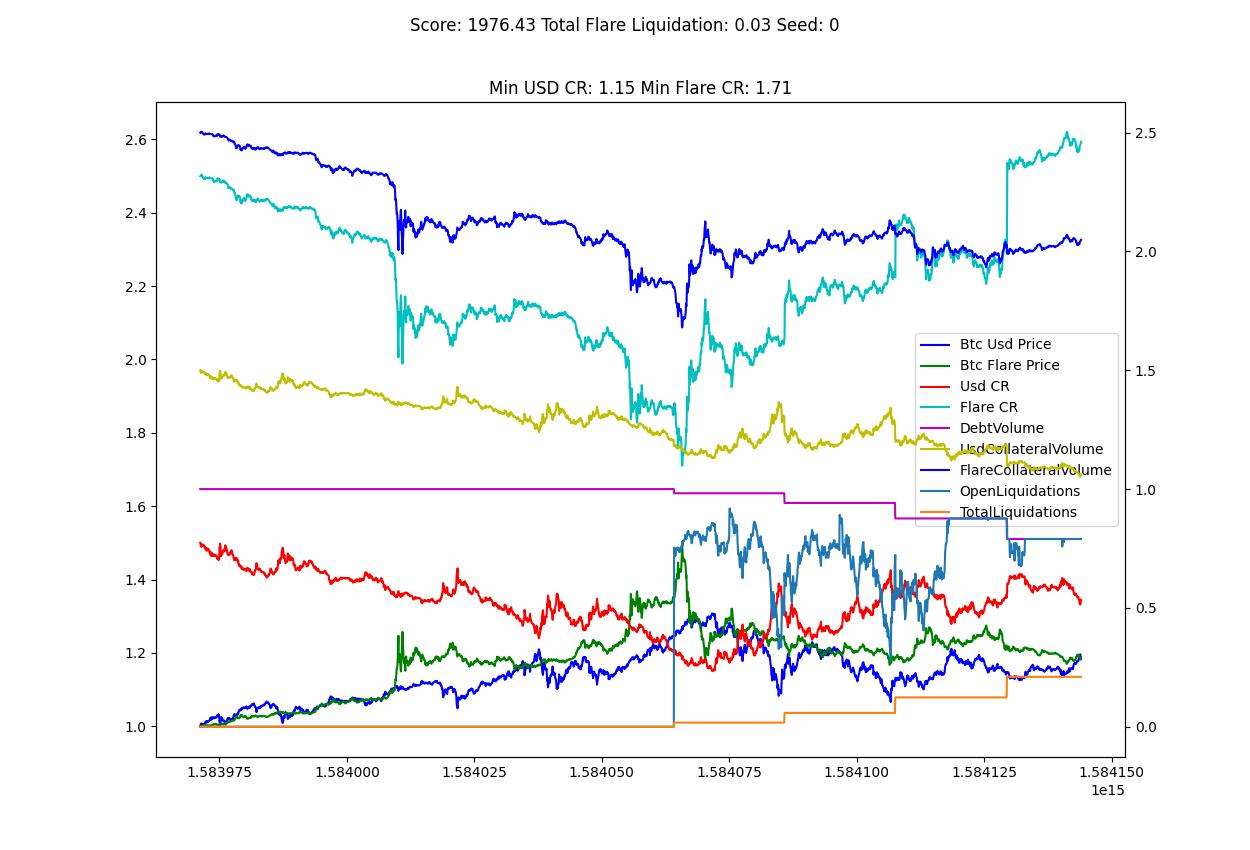 Score: 1976.43 Total Flare Liquidation: 0.03 Seed: 0
Min USD CR: 1.15 Min Flare CR: 1.71
2.6
2.4
2.2
2.0
1.8
1.6
1.4
1.2
1.0
2.5
2.0
1.5
1.0
0.5
0.0
Btc Usd Price
Btc Flare Price
Usd CR
Flare CR
DebtVolume
UsdCollateralVolume
FlareCollateralVolume
OpenLiquidations
TotalLiquidations
1.583975 1.584000 1.584025 1.584050 1.584075 1.584100 1.584125 1.584150
1e15